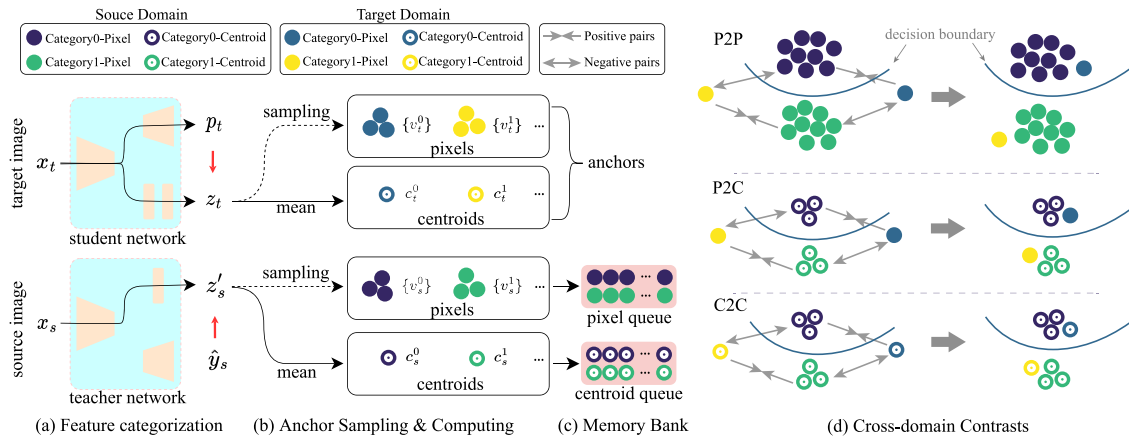 Souce Domain
Target Domain
Category0-Pixel
Category0-Centroid
Category1-Pixel
Category1-Centroid
Category0-Pixel
Category0-Centroid
Category1-Pixel
Category1-Centroid
Positive pairs
Negative pairs
target image
x_t
p_t
z_t
student network
sampling
mean
{v_t^0}
{v_t^1}
...
pixels
c_t^0
c_t^1
...
centroids
anchors
source image
x_s
z'_s
ŷ_s
teacher network
sampling
mean
{v_s^0}
{v_s^1}
...
pixels
c_s^0
c_s^1
...
centroids
...
pixel queue
...
centroid queue
P2P
decision boundary
P2C
C2C
(a) Feature categorization
(b) Anchor Sampling & Computing
(c) Memory Bank
(d) Cross-domain Contrasts